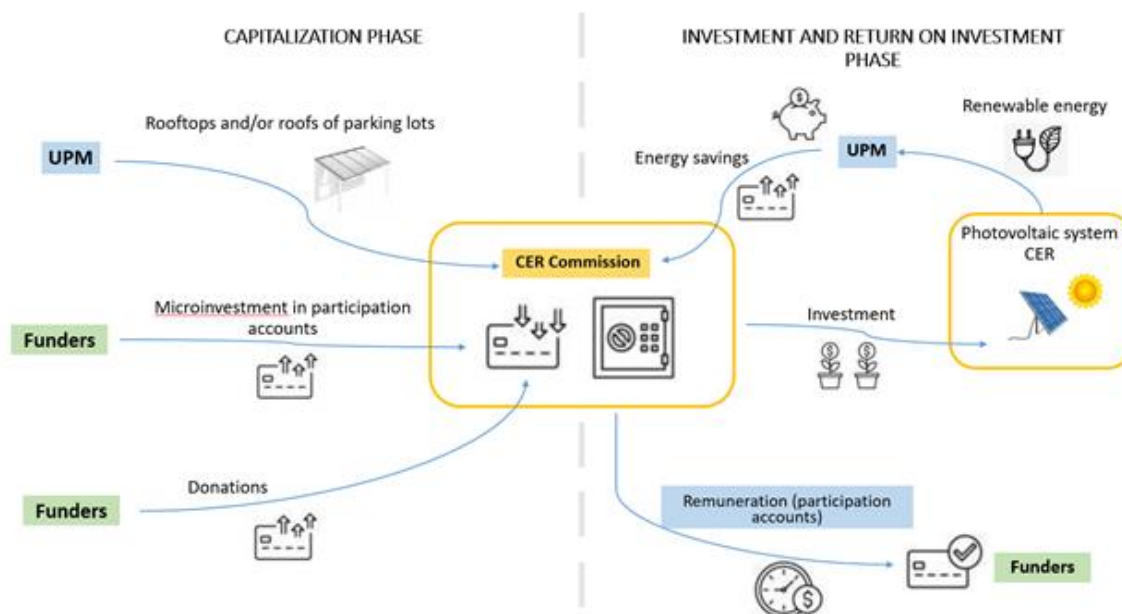 CAPITALIZATION PHASE
INVESTMENT AND RETURN ON INVESTMENT
PHASE
Rooftops and/or roofs of parking lots
UPM
Renewable energy
Energy savings
UPM
Photovoltaic system
CER
CER Commission
Microinvestment in participation
accounts
Funders
Investment
Donations
Funders
Remuneration (participation
accounts)
Funders